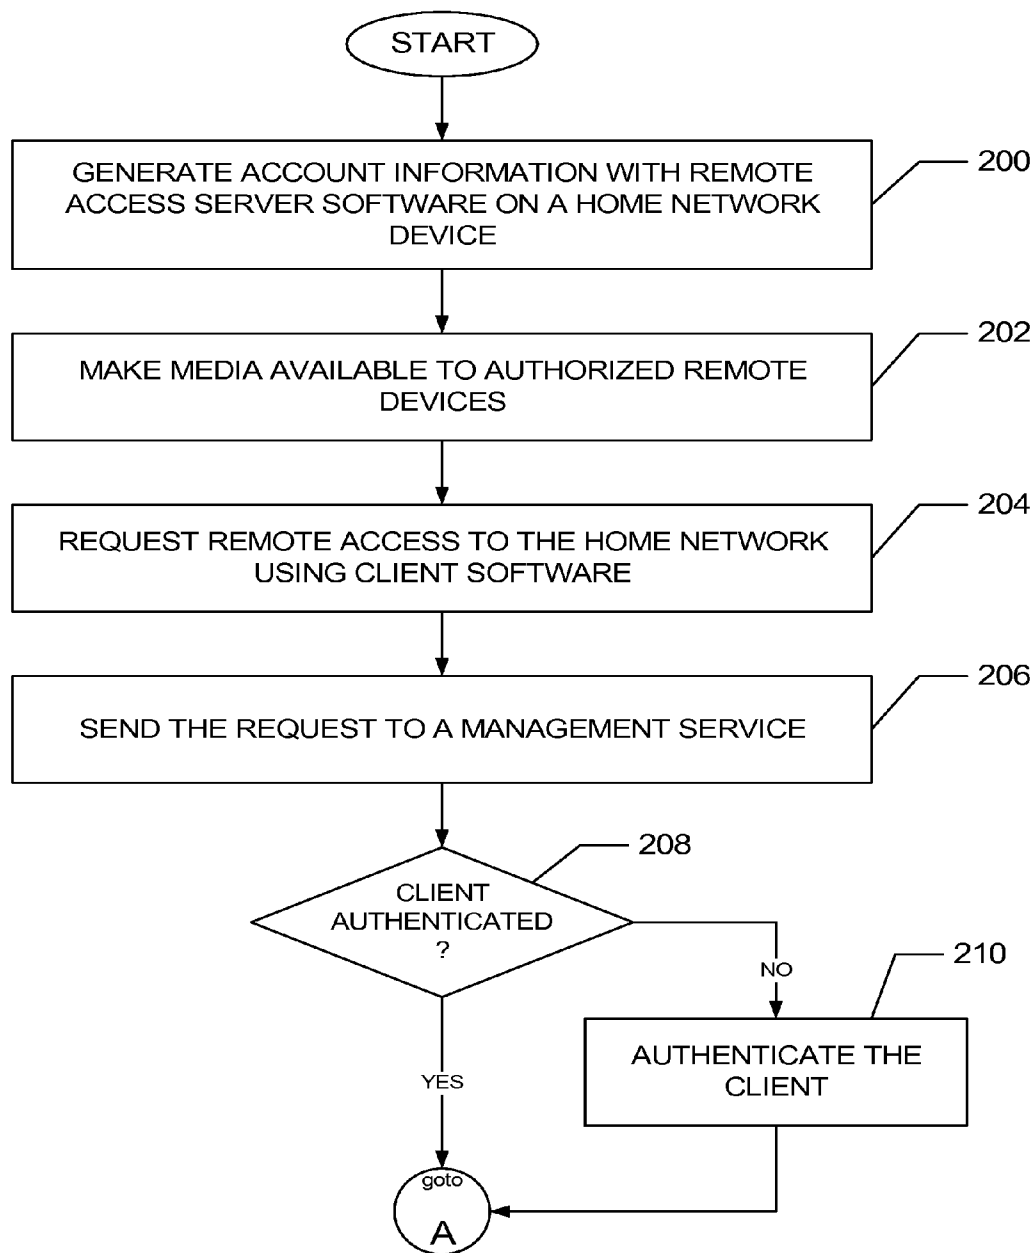 START
GENERATE ACCOUNT INFORMATION WITH REMOTE
ACCESS SERVER SOFTWARE ON A HOME NETWORK
DEVICE
200
MAKE MEDIA AVAILABLE TO AUTHORIZED REMOTE
DEVICES
202
REQUEST REMOTE ACCESS TO THE HOME NETWORK
USING CLIENT SOFTWARE
204
SEND THE REQUEST TO A MANAGEMENT SERVICE
206
CLIENT
AUTHENTICATED
?
208
NO
210
AUTHENTICATE THE
CLIENT
YES
goto
A